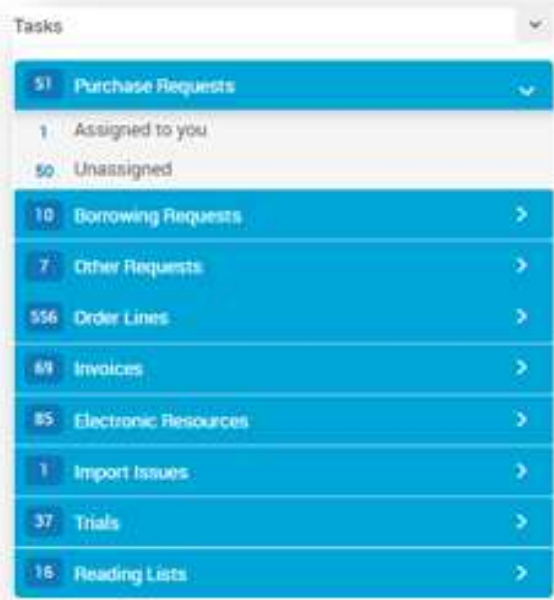 Tasks
51 Purchase Requests
1 Assigned to you
50 Unassigned
10 Borrowing Requests
7 Other Requests
556 Order Lines
69 Invoices
85 Electronic Resources
1 Import Issues
37 Trials
16 Reading Lists